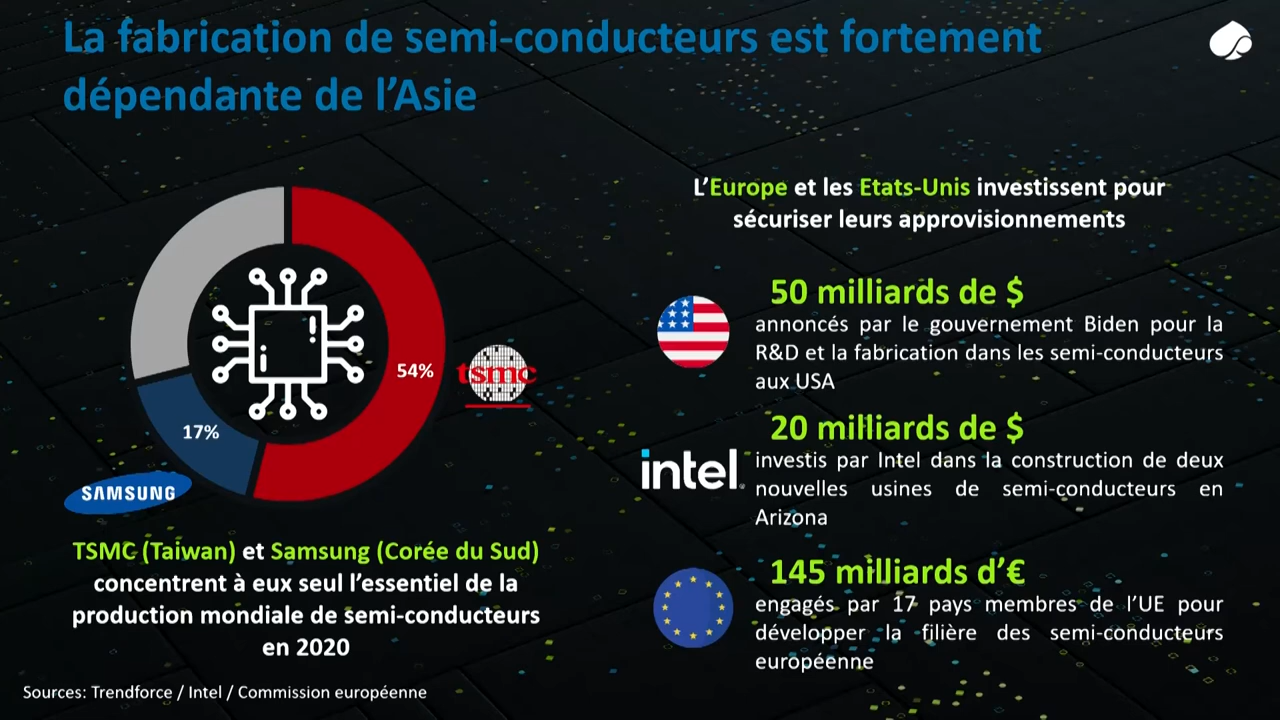 La fabrication de semi-conducteurs est fortement
dépendante de l'Asie
54%
tsmc
17%
SAMSUNG
TSMC (Taiwan) et Samsung (Corée du Sud)
concentrent à eux seul l'essentiel de la
production mondiale de semi-conducteurs
en 2020
L'Europe et les Etats-Unis investissent pour
sécuriser leurs approvisionnements
50 milliards de $
annoncés par le gouvernement Biden pour la
R&D et la fabrication dans les semi-conducteurs
aux USA
20 milliards de $
intel
investis par Intel dans la construction de deux
nouvelles usines de semi-conducteurs en
Arizona
145 milliards d'€
engagés par 17 pays membres de l'UE pour
développer la filière des semi-conducteurs
européenne
Sources: Trendforce / Intel / Commission européenne